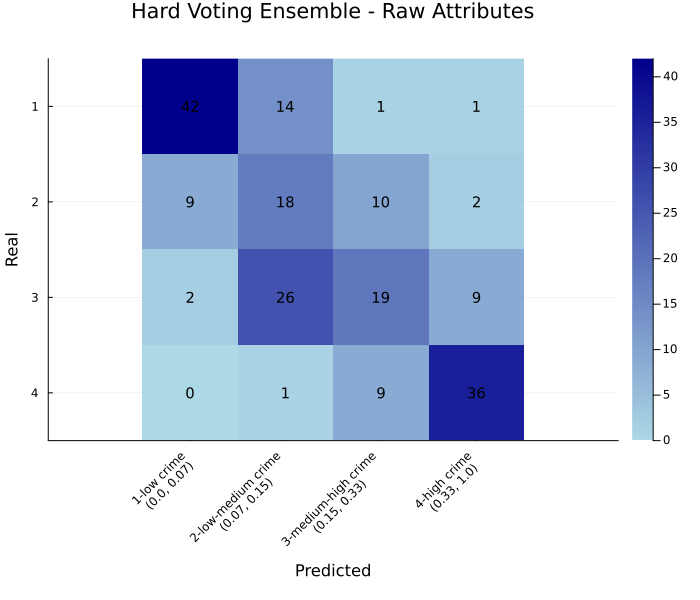 Hard Voting Ensemble - Raw Attributes
1 42 14 1 1
2 9 18 10 2
3 2 26 19 9
4 0 1 9 36
Real
1-low crime
(0.0, 0.07)
2-low-medium crime
(0.07, 0.15)
3-medium-high crime
(0.15, 0.33)
4-high crime
(0.33, 1.0)
Predicted
40
35
30
25
20
15
10
5
0